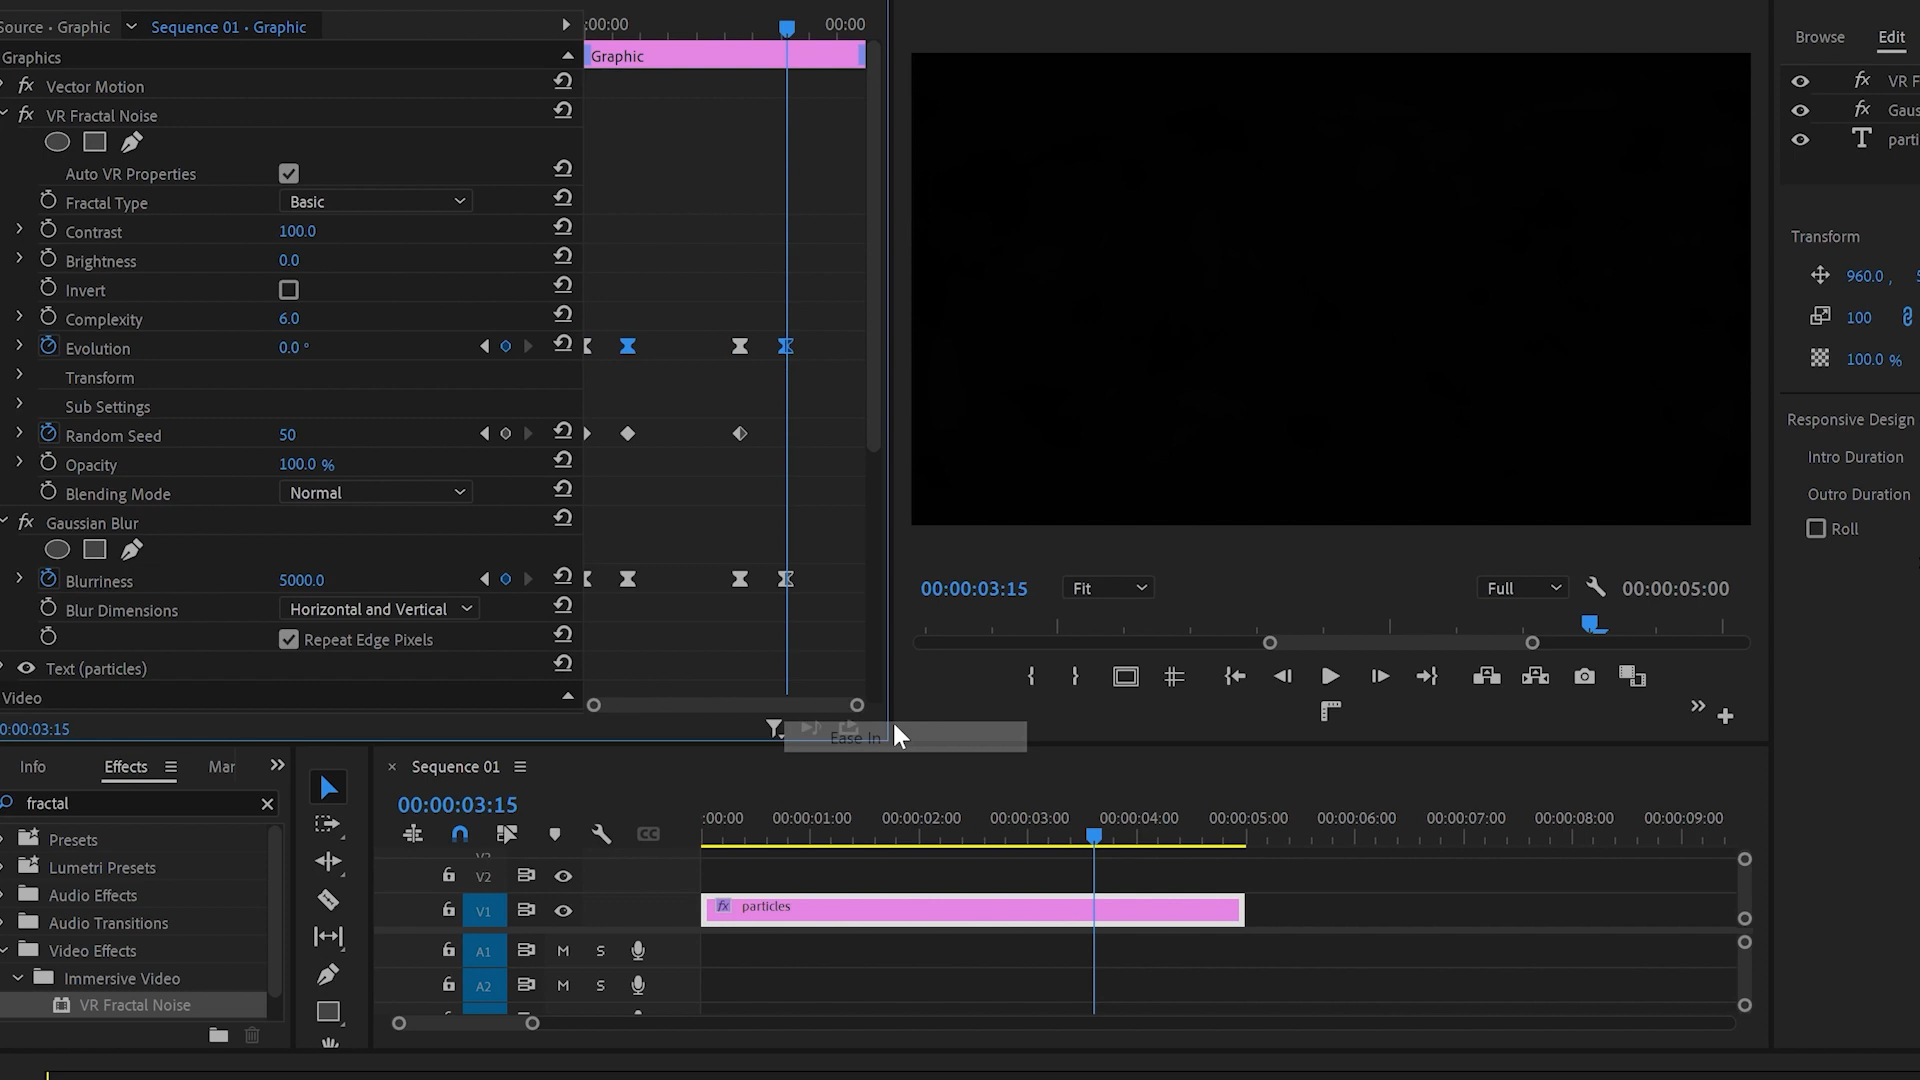 Source · Graphic
Sequence 01 · Graphic
:00:00
00:00
Graphics
Graphic
fx Vector Motion
fx VR Fractal Noise
Auto VR Properties
Fractal Type Basic
Contrast 100.0
Brightness 0.0
Invert
Complexity 6.0
Evolution 0.0 °
Transform
Sub Settings
Random Seed 50
Opacity 100.0 %
Blending Mode Normal
fx Gaussian Blur
Blurriness 5000.0
Blur Dimensions Horizontal and Vertical
Repeat Edge Pixels
Text (particles)
Video
0:00:03:15
Ease In
00:00:03:15
Fit
Full
00:00:05:00
Browse Edit
fx VR F
fx Gaus
T parti
Transform
960.0 ,
100
100.0 %
Responsive Design
Intro Duration
Outro Duration
Roll
Info Effects Mar
fractal
Presets
Lumetri Presets
Audio Effects
Audio Transitions
Video Effects
Immersive Video
VR Fractal Noise
× Sequence 01
00:00:03:15
CC
:00:00 00:00:01:00 00:00:02:00 00:00:03:00 00:00:04:00 00:00:05:00 00:00:06:00 00:00:07:00 00:00:08:00 00:00:09:00
V2
V1
fx particles
A1 M S
A2 M S